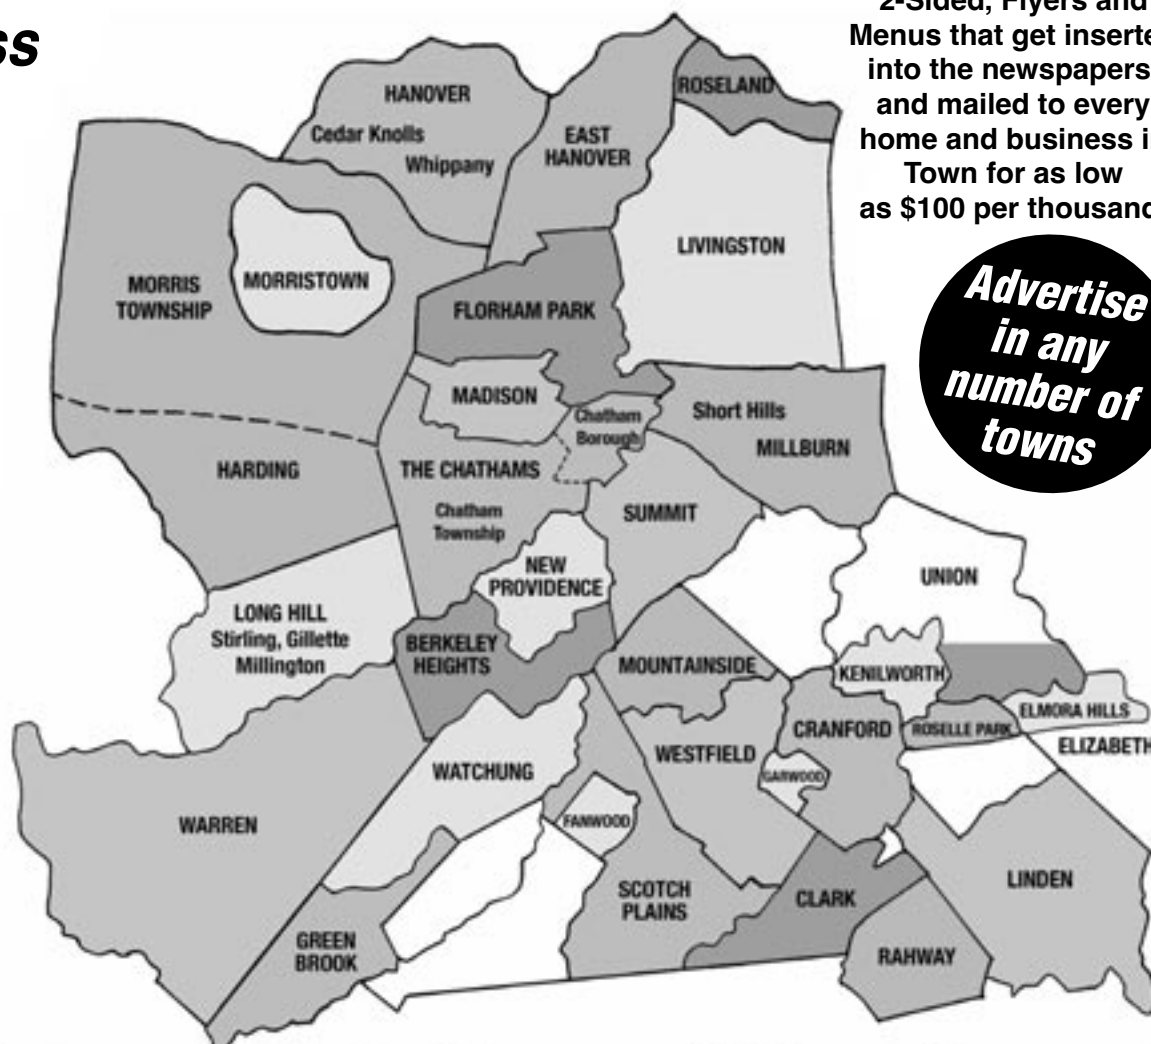 ss
2-Sided, Flyers and
Menus that get inserte
into the newspapers
and mailed to every
home and business i
Town for as low
as $100 per thousand
Advertise
in any
number of
towns
HANOVER
Cedar Knolls
Whippany
EAST
HANOVER
ROSELAND
LIVINGSTON
MORRIS
TOWNSHIP
MORRISTOWN
FLORHAM PARK
MADISON
Chatham
Borough
Short Hills
MILLBURN
HARDING
THE CHATHAMS
Chatham
Township
SUMMIT
NEW
PROVIDENCE
UNION
LONG HILL
Stirling, Gillette
Millington
BERKELEY
HEIGHTS
MOUNTAINSIDE
KENILWORTH
ELMORA HILLS
CRANFORD
ROSELLE PARK
ELIZABETH
WESTFIELD
WATCHUNG
GARWOOD
WARREN
FANWOOD
LINDEN
SCOTCH
PLAINS
CLARK
GREEN
BROOK
RAHWAY